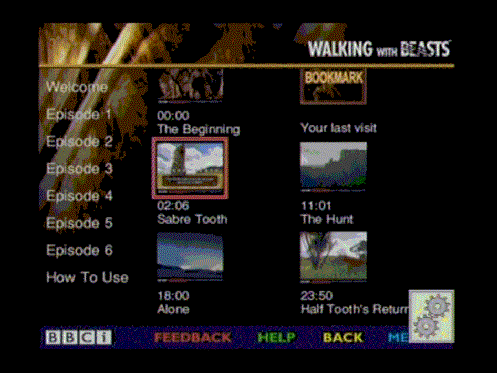 WALKING WITH BEASTS
Welcome
Episode 1
Episode 2
Episode 3
Episode 4
Episode 5
Episode 6
How To Use
BOOKMARK
00:00
The Beginning
Your last visit
02:06
Sabre Tooth
11:01
The Hunt
18:00
Alone
23:50
Half Tooth's Return
BBCi
FEEDBACK
HELP
BACK